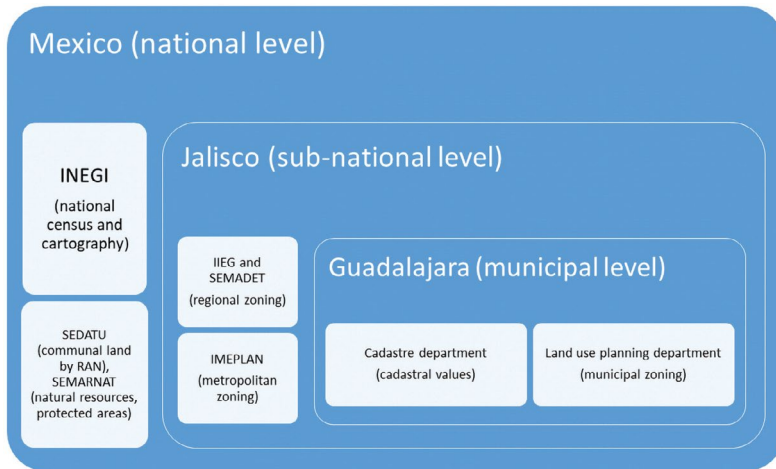 Mexico (national level)
INEGI
(national
census and
cartography)
SEDATU
(communal land
by RAN),
SEMARNAT
(natural resources,
protected areas)
Jalisco (sub-national level)
IIEG and
SEMADET
(regional zoning)
IMEPLAN
(metropolitan
zoning)
Guadalajara (municipal level)
Cadastre department
(cadastral values)
Land use planning department
(municipal zoning)